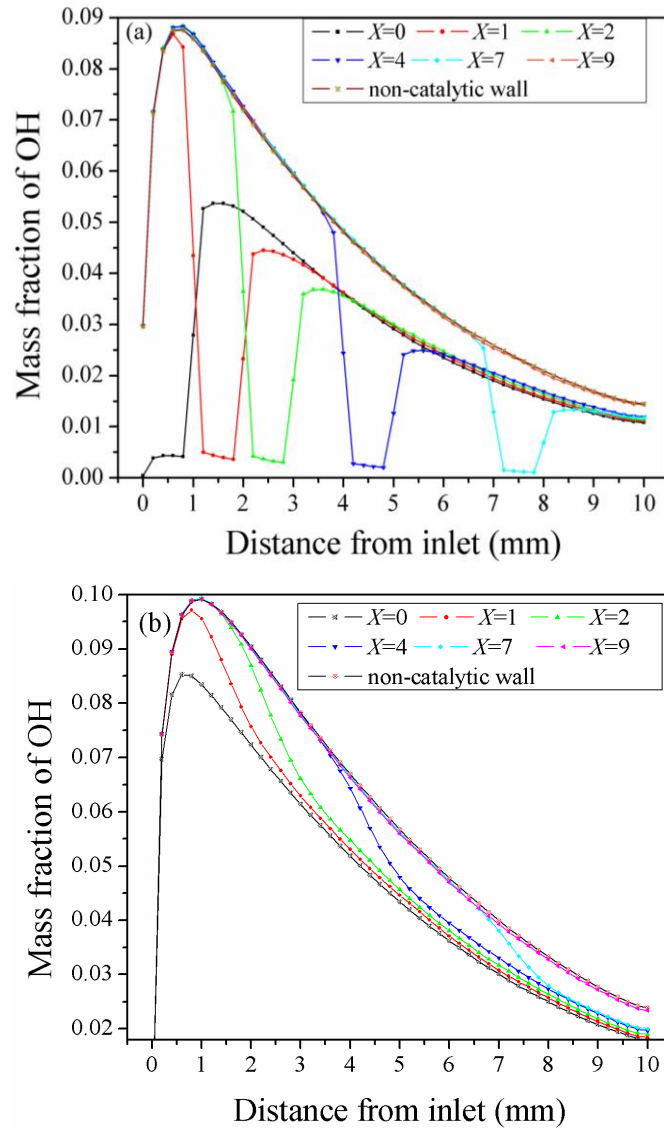 (a)
X=0 X=1 X=2
X=4 X=7 X=9
non-catalytic wall
0.09
0.08
0.07
0.06
0.05
0.04
0.03
0.02
0.01
0.00
Mass fraction of OH
0 1 2 3 4 5 6 7 8 9 10
Distance from inlet (mm)
(b)
X=0 X=1 X=2
X=4 X=7 X=9
non-catalytic wall
0.10
0.09
0.08
0.07
0.06
0.05
0.04
0.03
0.02
Mass fraction of OH
0 1 2 3 4 5 6 7 8 9 10
Distance from inlet (mm)